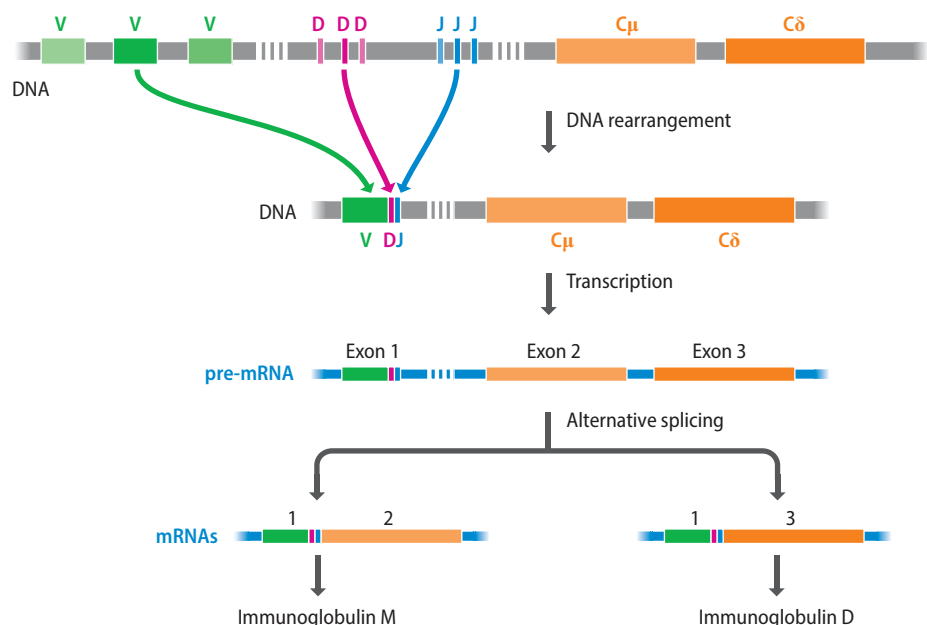 V V V D D D J J J Cμ Cδ
DNA
DNA rearrangement
DNA
V DJ Cμ Cδ
Transcription
Exon 1 Exon 2 Exon 3
pre-mRNA
Alternative splicing
1 2 1 3
mRNAs
Immunoglobulin M Immunoglobulin D